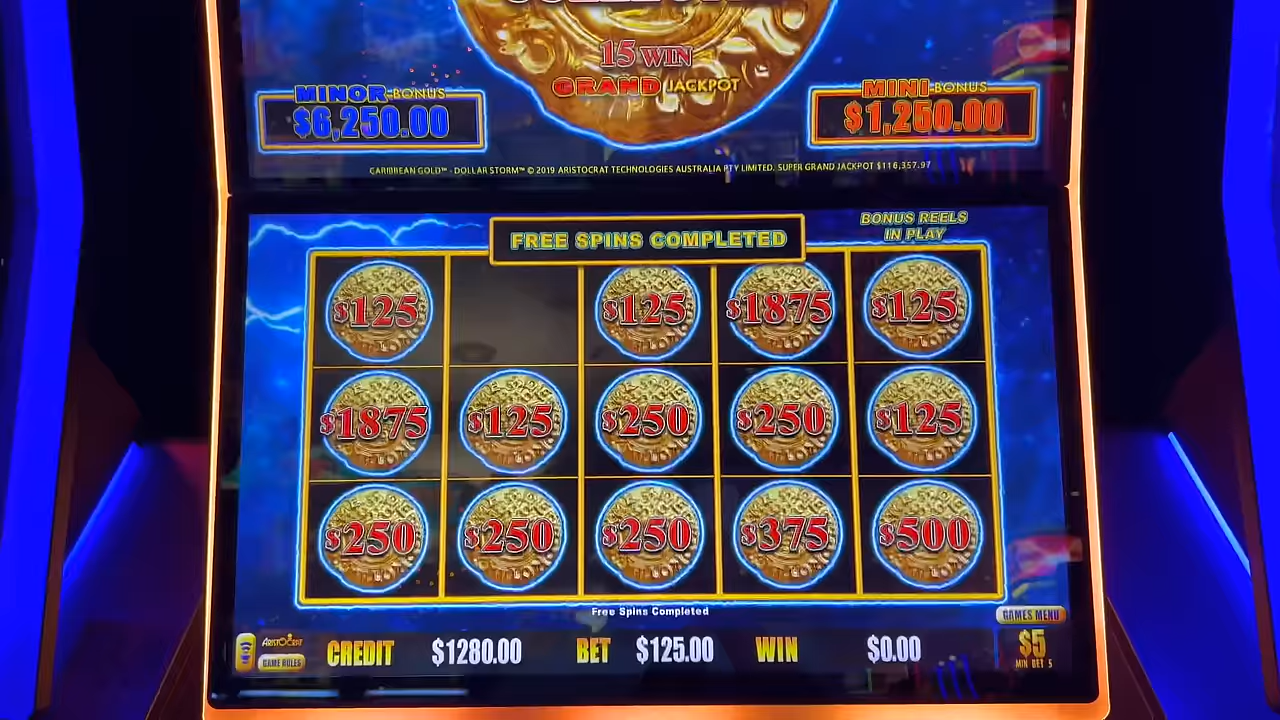 15 WIN
GRAND JACKPOT
MINOR BONUS
$6,250.00
MINI BONUS
$1,250.00
CARIBBEAN GOLD™ - DOLLAR STORM™ © 2019 ARISTOCRAT TECHNOLOGIES AUSTRALIA PTY LIMITED. SUPER GRAND JACKPOT $116,357.97
FREE SPINS COMPLETED
BONUS REELS
IN PLAY
$125 $125 $1875 $125
$1875 $125 $250 $250 $125
$250 $250 $250 $375 $500
Free Spins Completed
GAMES MENU
ARISTOCRAT
GAME RULES
CREDIT $1280.00 BET $125.00 WIN $0.00 $5
MIN BET 5